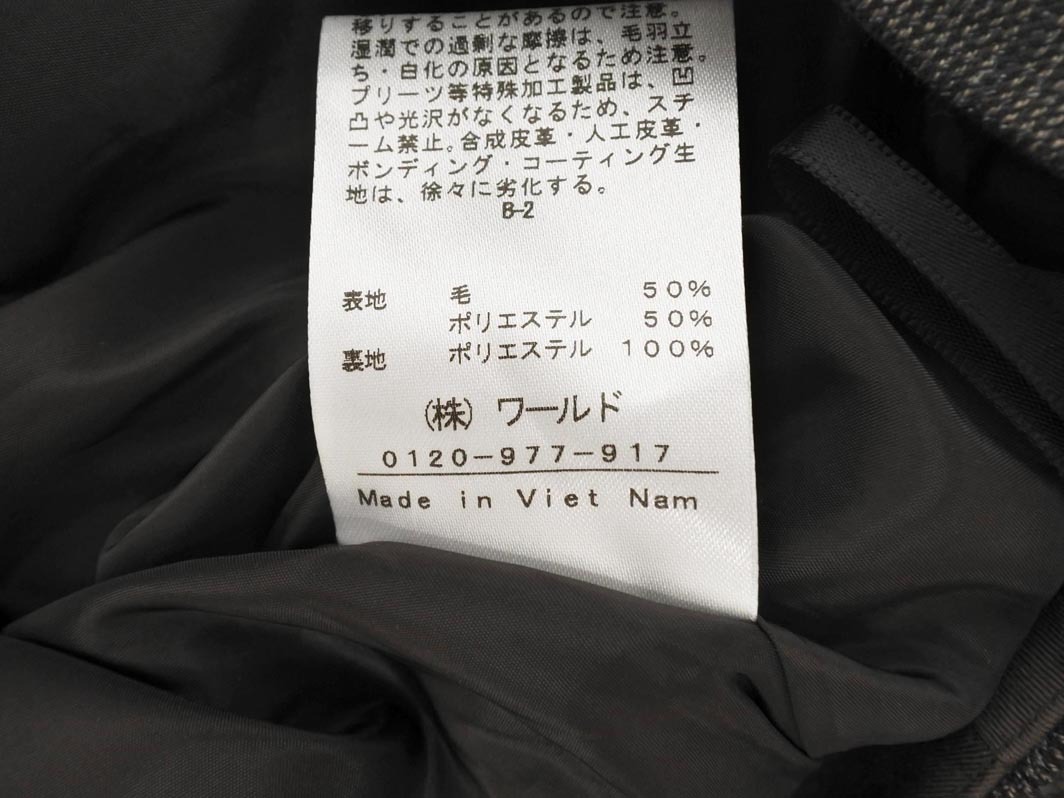 移りすることがあるので注意。
湿潤での過剰な摩擦は、毛羽立
ち・白化の原因となるため注意。
プリーツ等特殊加工製品は、凹
凸や光沢がなくなるため、スチ
ーム禁止。合成皮革・人工皮革・
ボンディング・コーティング生
地は、徐々に劣化する。
B-2
表地 毛 50%
ポリエステル 50%
裏地 ポリエステル 100%
(株) ワールド
0120-977-917
Made in Viet Nam